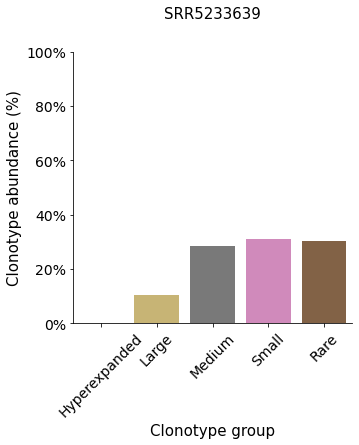 SRR5233639
100%
80%
60%
40%
20%
0%
Clonotype abundance (%)
Hyperexpanded
Large
Medium
Small
Rare
Clonotype group